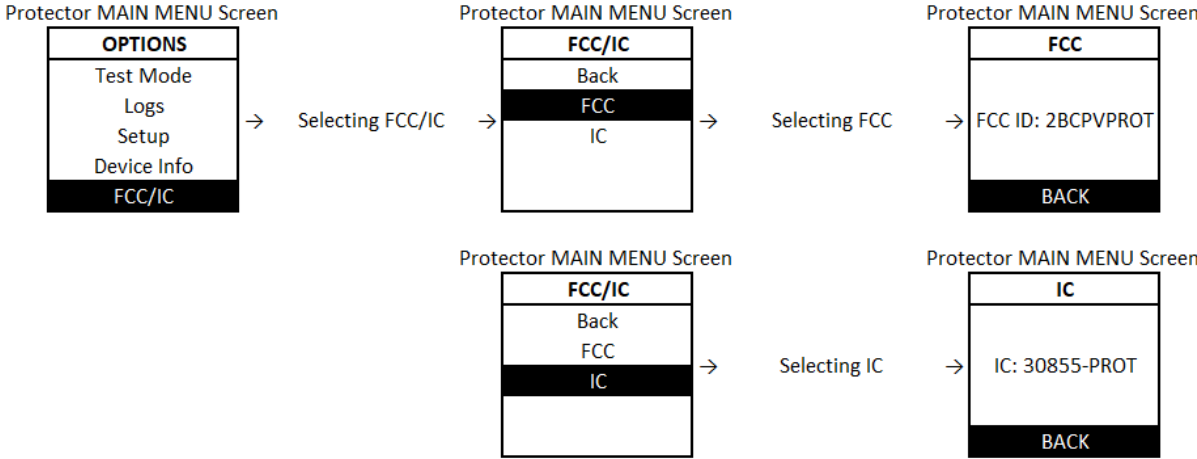 Protector MAIN MENU Screen
OPTIONS
Test Mode
Logs
Setup
Device Info
FCC/IC
→ Selecting FCC/IC →
Protector MAIN MENU Screen
FCC/IC
Back
FCC
IC
→ Selecting FCC →
Protector MAIN MENU Screen
FCC
FCC ID: 2BCPVPROT
BACK
Protector MAIN MENU Screen
FCC/IC
Back
FCC
IC
→ Selecting IC →
Protector MAIN MENU Screen
IC
IC: 30855-PROT
BACK